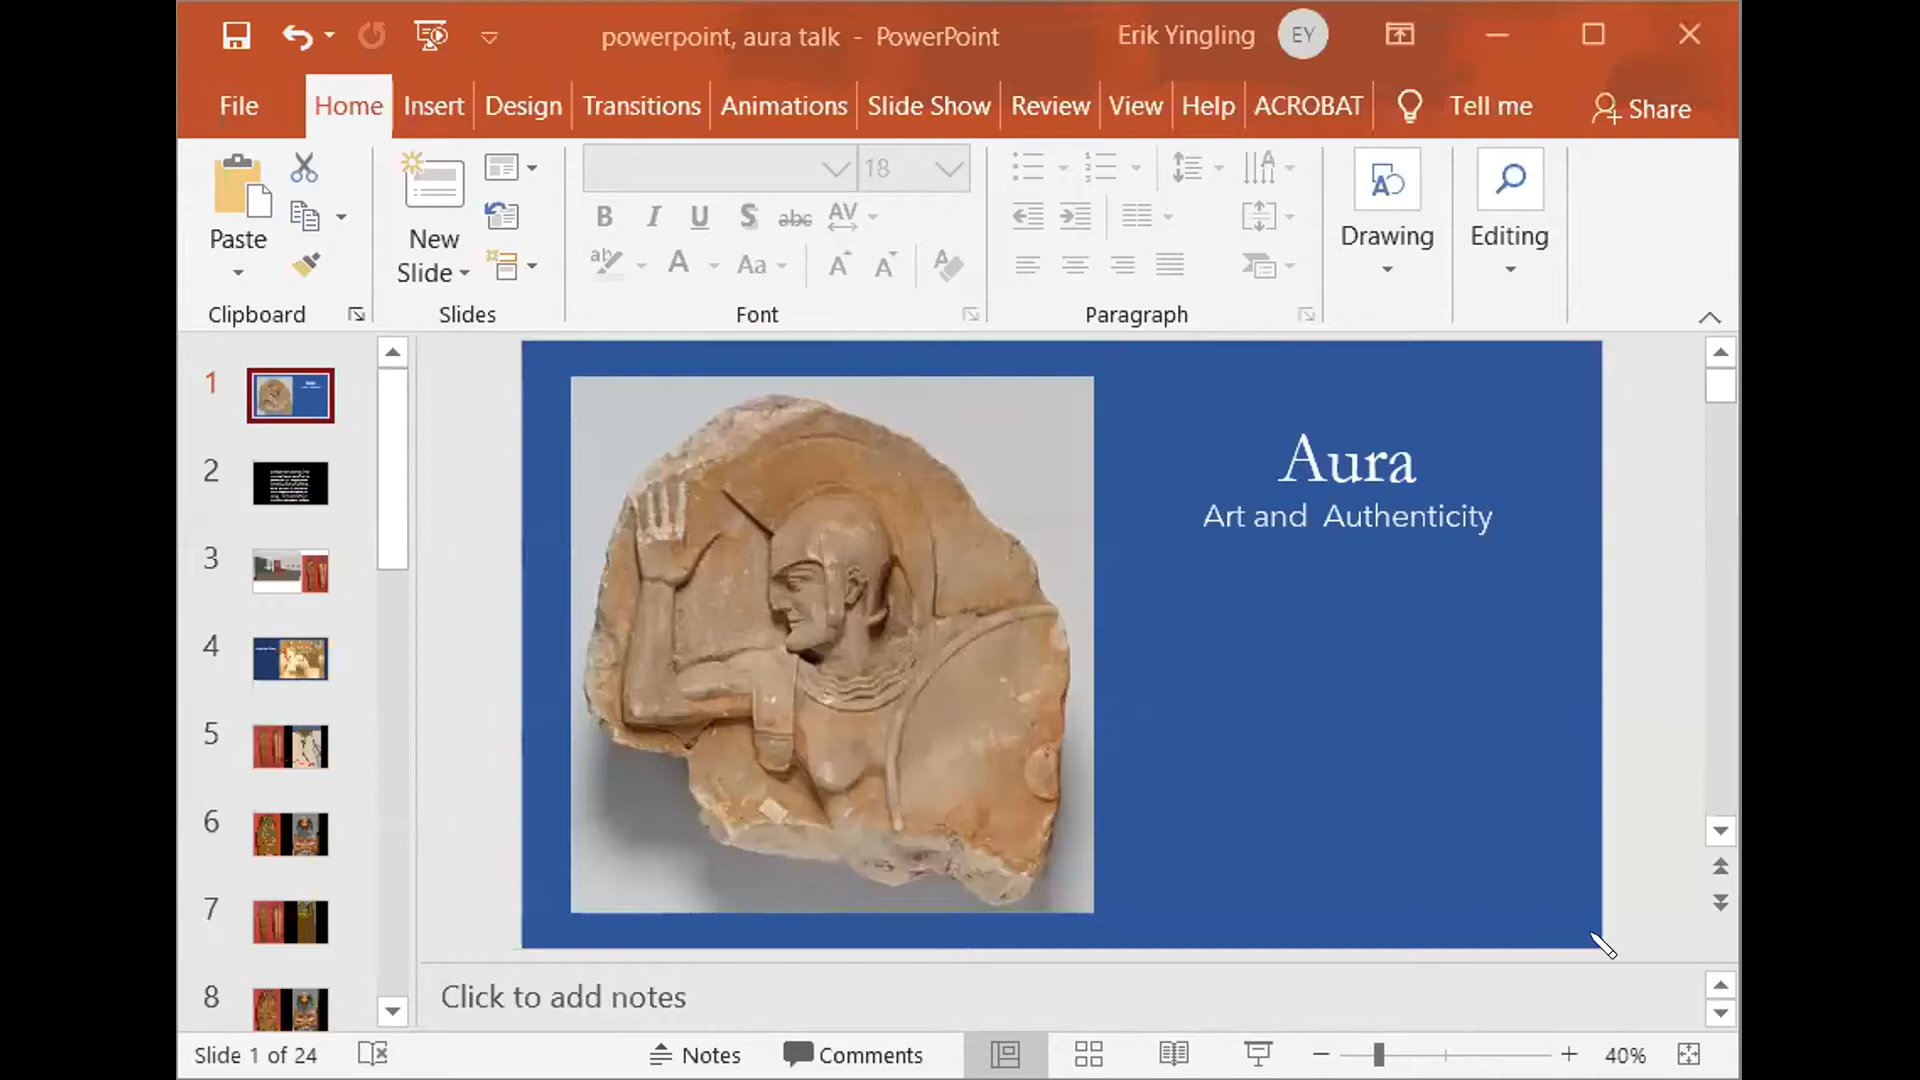 powerpoint, aura talk - PowerPoint
Erik Yingling
EY
File
Home
Insert
Design
Transitions
Animations
Slide Show
Review
View
Help
ACROBAT
Tell me
Share
Paste
New
Slide
18
B I U S abc AV
A Aa A A
Drawing
Editing
Clipboard
Slides
Font
Paragraph
1
2
3
4
5
6
7
8
Aura
Art and Authenticity
Click to add notes
Slide 1 of 24
Notes
Comments
40%